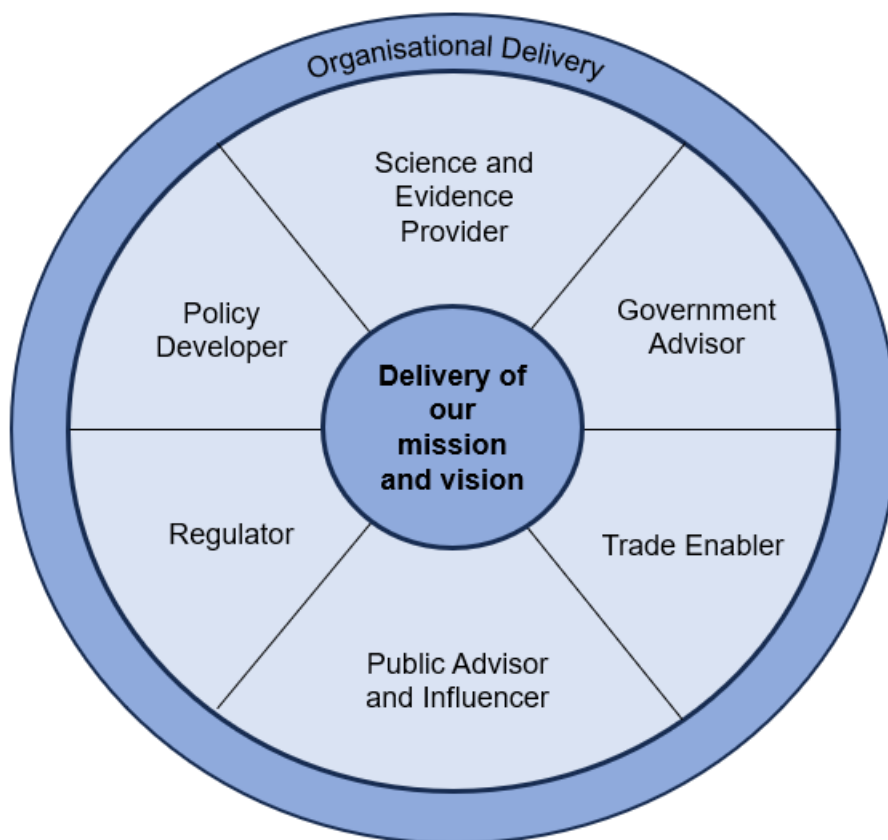 Organisational Delivery
Science and
Evidence
Provider
Government
Advisor
Trade Enabler
Public Advisor
and Influencer
Regulator
Policy
Developer
Delivery of
our
mission
and vision